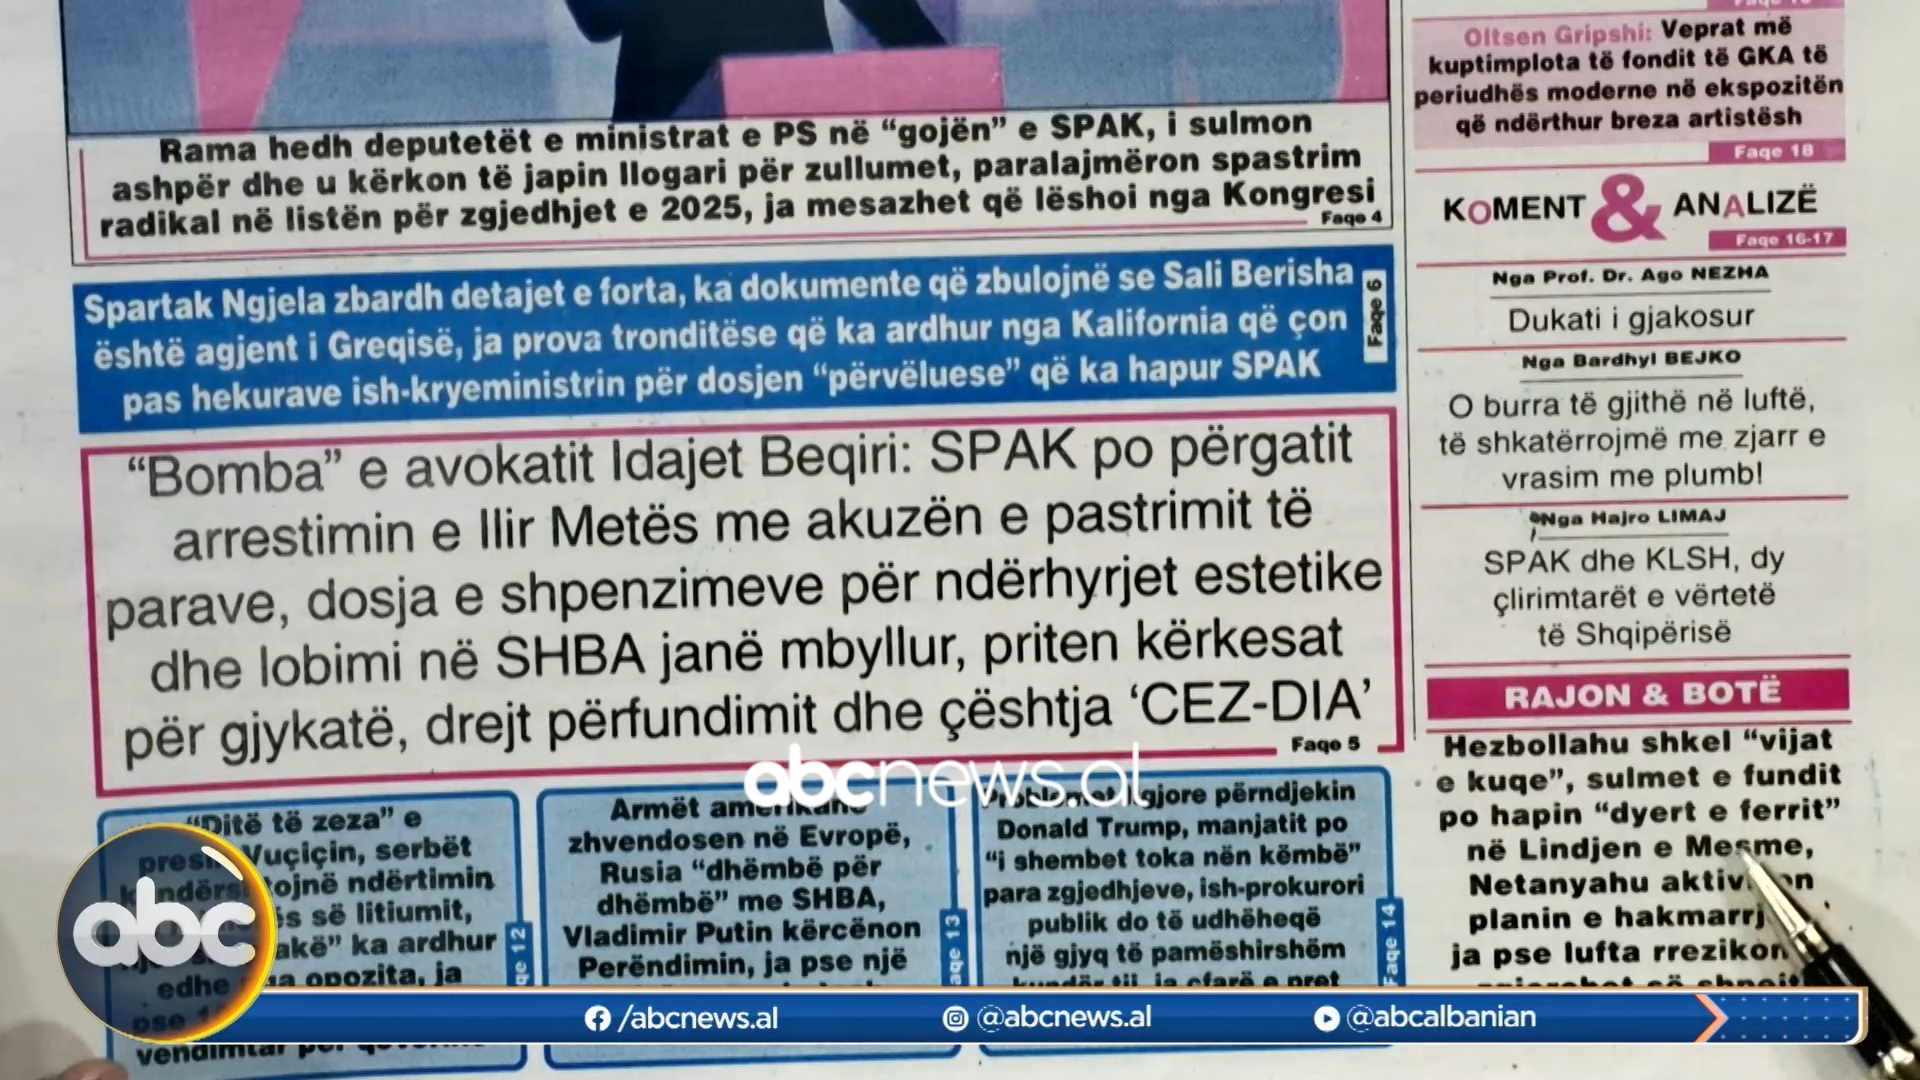 Rama hedh deputetët e ministrat e PS në “gojën” e SPAK, i sulmon
ashpër dhe u kërkon të japin llogari për zullumet, paralajmëron spastrim
radikal në listën për zgjedhjet e 2025, ja mesazhet që lëshoi nga Kongresi
Faqe 4
Spartak Ngjela zbardh detajet e forta, ka dokumente që zbulojnë se Sali Berisha
është agjent i Greqisë, ja prova tronditëse që ka ardhur nga Kalifornia që çon
pas hekurave ish-kryeministrin për dosjen “përvëluese” që ka hapur SPAK
Faqe 6
“Bomba” e avokatit Idajet Beqiri: SPAK po përgatit
arrestimin e Ilir Metës me akuzën e pastrimit të
parave, dosja e shpenzimeve për ndërhyrjet estetike
dhe lobimi në SHBA janë mbyllur, priten kërkesat
për gjykatë, drejt përfundimit dhe çështja ‘CEZ-DIA’
Faqe 5
“Ditë të zeza” e
Vuçiçin, serbët
ndërtimin
së litiumit,
ka ardhur
edhe opozita, ja
12
Armët amerikane
zhvendosen në Evropë,
Rusia “dhëmbë për
dhëmbë” me SHBA,
Vladimir Putin kërcënon
Perëndimin, ja pse një
13
ligjore përndjekin
Donald Trump, manjatit po
“i shembet toka nën këmbë”
para zgjedhjeve, ish-prokurori
publik do të udhëheqë
një gjyq të pamëshirshëm
kundër tij, ja çfarë e pret
Faqe 14
Oltsen Gripshi: Veprat më
kuptimplota të fondit të GKA të
periudhës moderne në ekspozitën
që ndërthur breza artistësh
Faqe 18
KOMENT & ANALIZË
Faqe 16-17
Nga Prof. Dr. Ago NEZHA
Dukati i gjakosur
Nga Bardhyl BEJKO
O burra të gjithë në luftë,
të shkatërrojmë me zjarr e
vrasim me plumb!
Nga Hajro LIMAJ
SPAK dhe KLSH, dy
çlirimtarët e vërtetë
të Shqipërisë
RAJON & BOTË
Hezbollahu shkel “vijat
e kuqe”, sulmet e fundit
po hapin “dyert e ferrit”
në Lindjen e Mesme,
Netanyahu
planin e
ja pse lufta
abcnews.al
abc
/abcnews.al
@abcnews.al
@abcalbanian